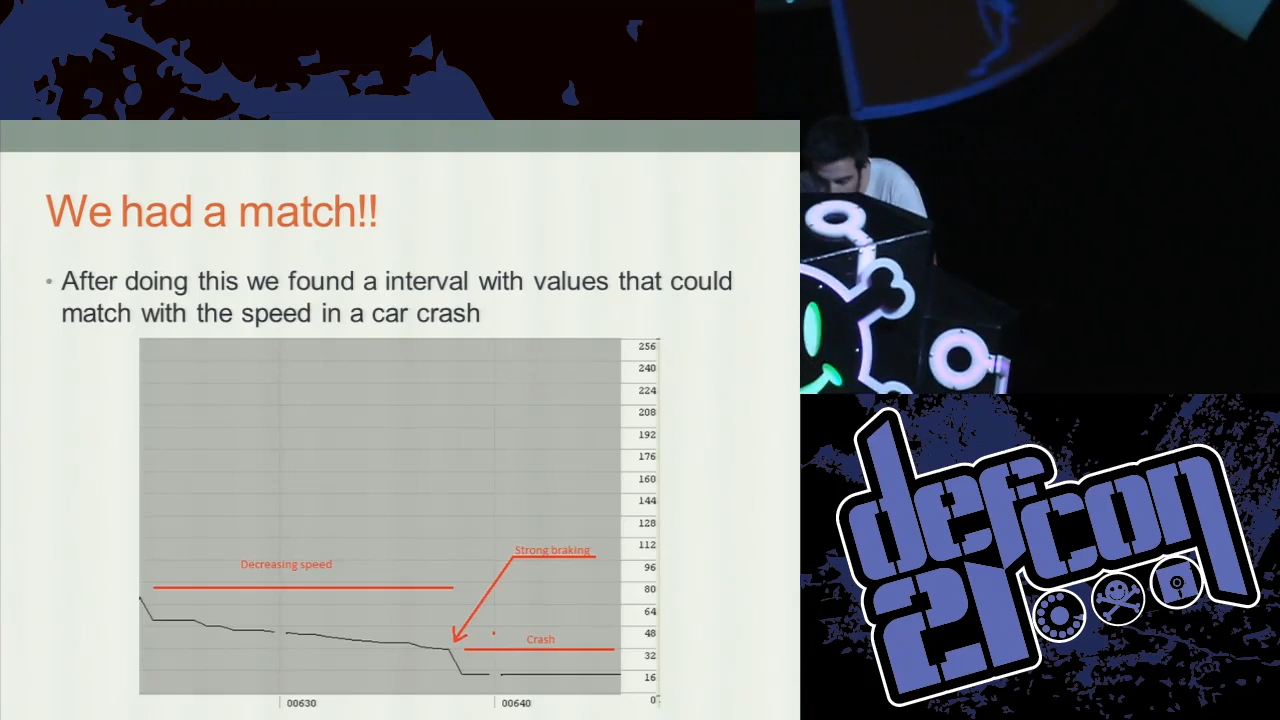 We had a match!!
• After doing this we found a interval with values that could
match with the speed in a car crash
256
240
224
208
192
176
160
144
128
112
96
80
64
48
32
16
0
Strong braking
Decreasing speed
Crash
00630
00640
defcon
21